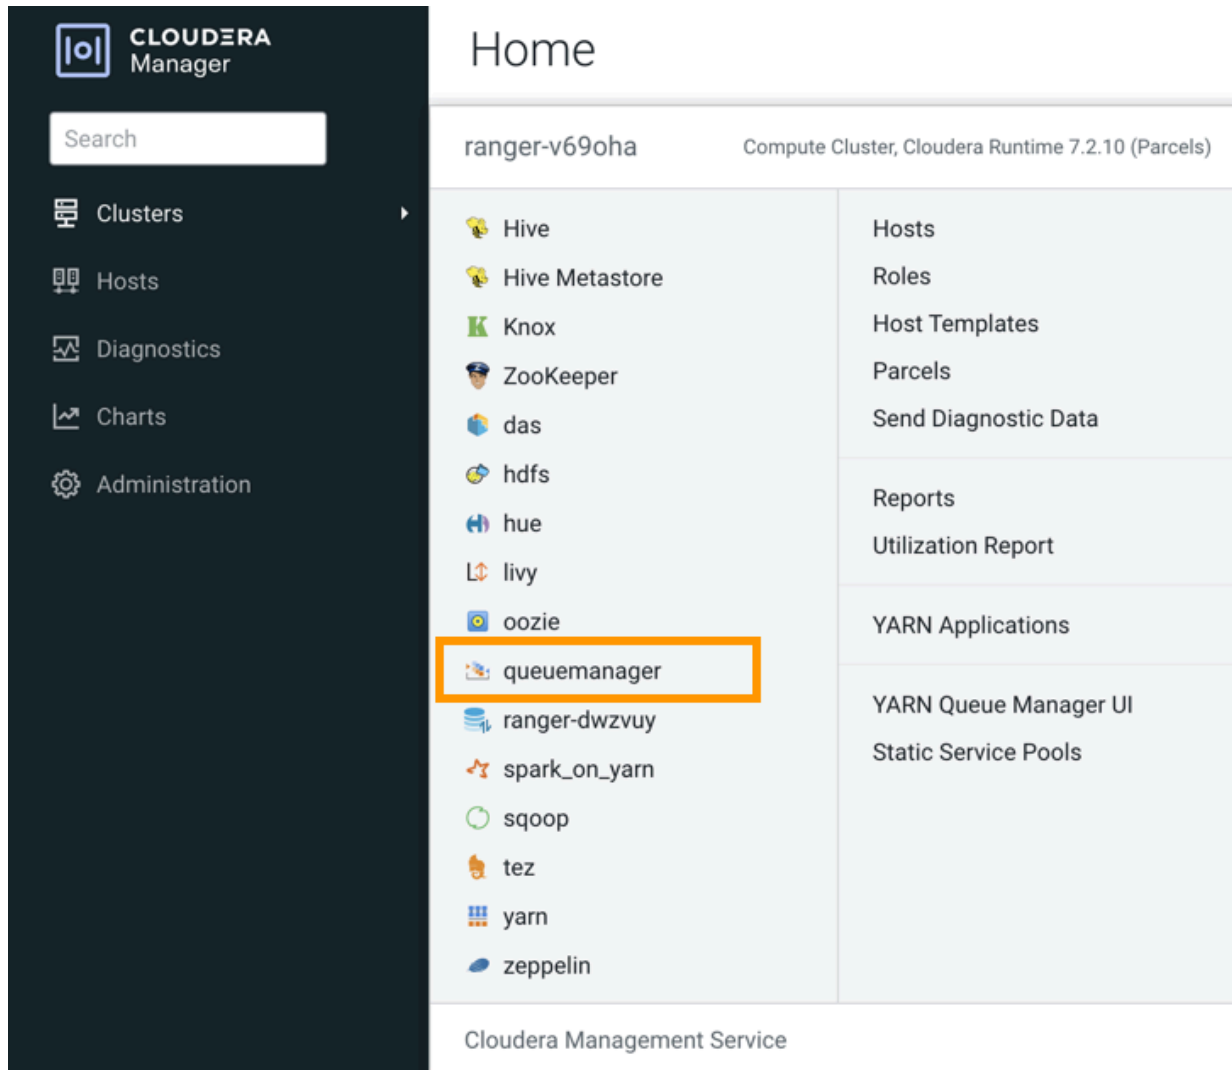 CLOUDERA
Manager
Search
Clusters
Hosts
Diagnostics
Charts
Administration
Home
ranger-v69oha
Compute Cluster, Cloudera Runtime 7.2.10 (Parcels)
Hive
Hive Metastore
Knox
ZooKeeper
das
hdfs
hue
livy
oozie
queuemanager
ranger-dwzvuy
spark_on_yarn
sqoop
tez
yarn
zeppelin
Hosts
Roles
Host Templates
Parcels
Send Diagnostic Data
Reports
Utilization Report
YARN Applications
YARN Queue Manager UI
Static Service Pools
Cloudera Management Service